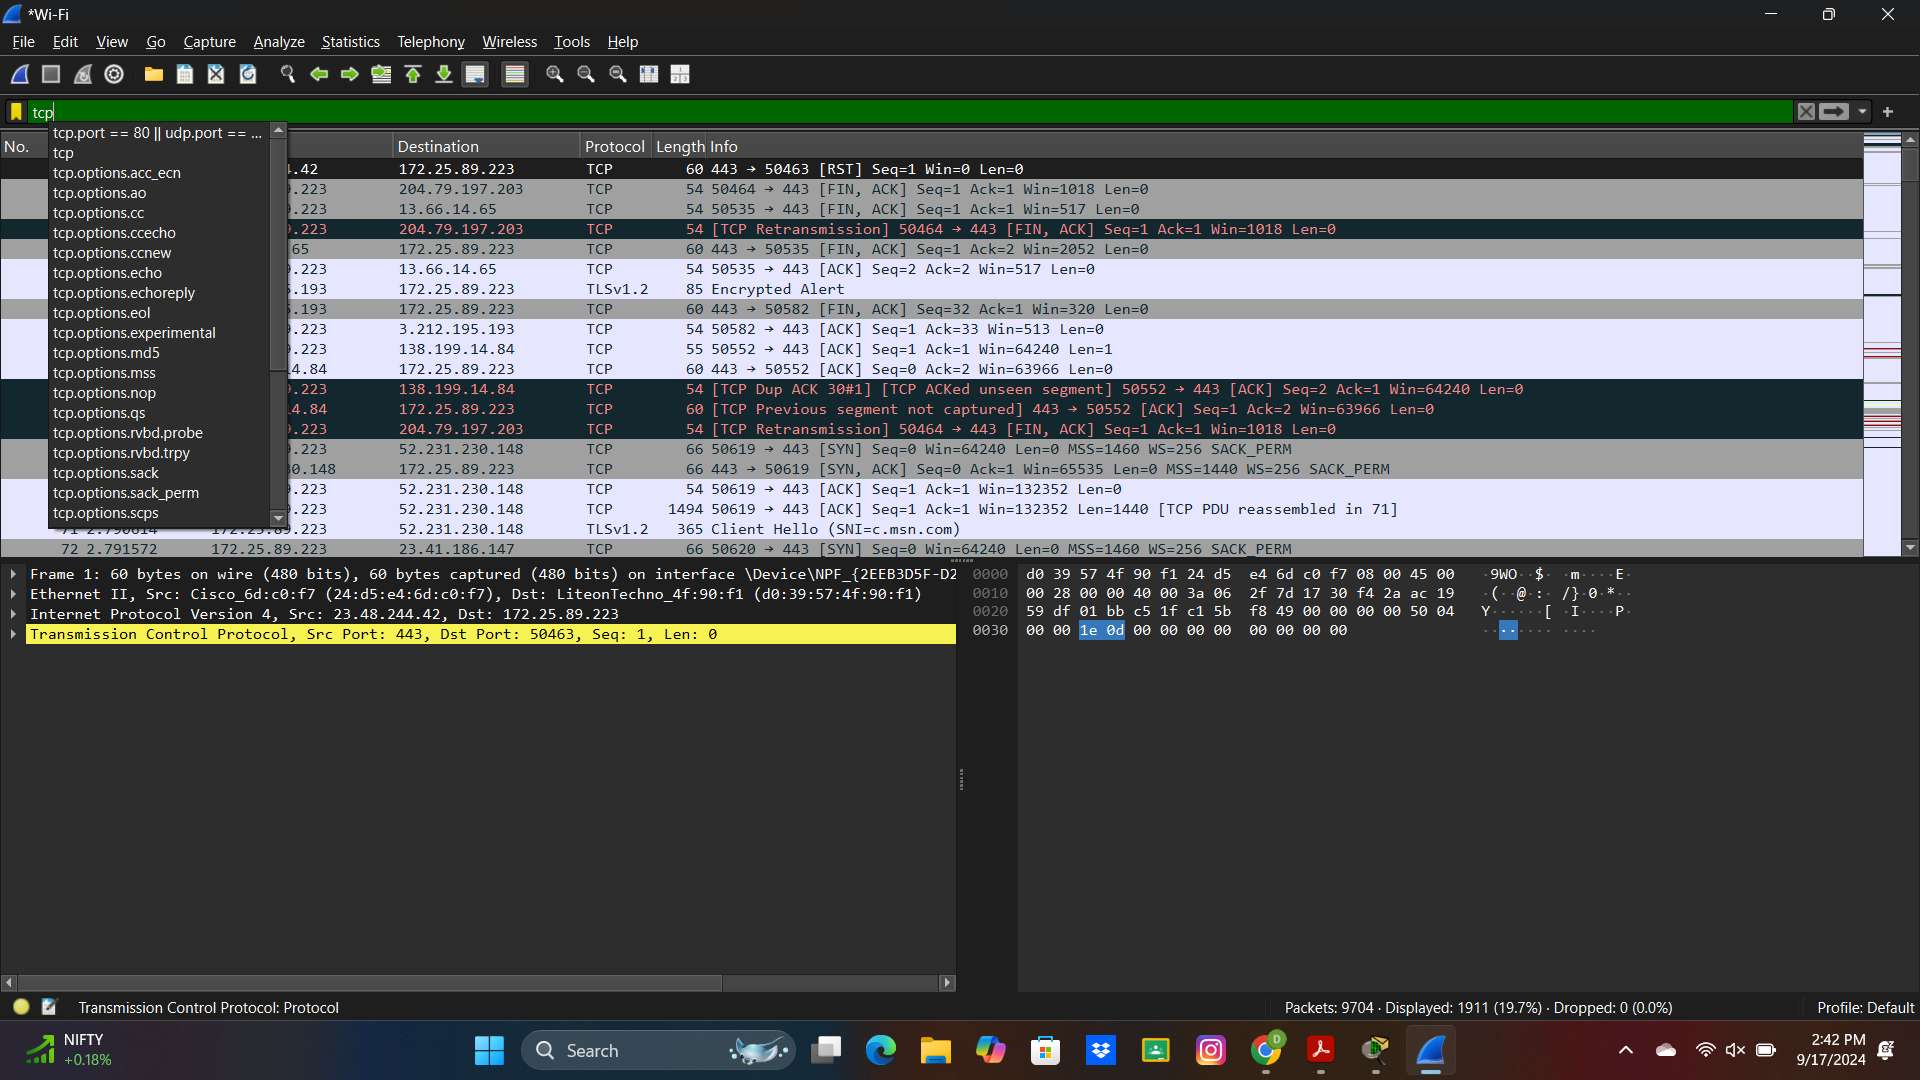 *Wi-Fi
File Edit View Go Capture Analyze Statistics Telephony Wireless Tools Help
tcp
tcp.port == 80 || udp.port == ...
tcp
tcp.options.acc_ecn
tcp.options.ao
tcp.options.cc
tcp.options.ccecho
tcp.options.ccnew
tcp.options.echo
tcp.options.echoreply
tcp.options.eol
tcp.options.experimental
tcp.options.md5
tcp.options.mss
tcp.options.nop
tcp.options.qs
tcp.options.rvbd.probe
tcp.options.rvbd.trpy
tcp.options.sack
tcp.options.sack_perm
tcp.options.scps
No. Destination Protocol Length Info
.42 172.25.89.223 TCP 60 443 → 50463 [RST] Seq=1 Win=0 Len=0
.223 204.79.197.203 TCP 54 50464 → 443 [FIN, ACK] Seq=1 Ack=1 Win=1018 Len=0
.223 13.66.14.65 TCP 54 50535 → 443 [FIN, ACK] Seq=1 Ack=1 Win=517 Len=0
.223 204.79.197.203 TCP 54 [TCP Retransmission] 50464 → 443 [FIN, ACK] Seq=1 Ack=1 Win=1018 Len=0
65 172.25.89.223 TCP 60 443 → 50535 [FIN, ACK] Seq=1 Ack=2 Win=2052 Len=0
.223 13.66.14.65 TCP 54 50535 → 443 [ACK] Seq=2 Ack=2 Win=517 Len=0
.193 172.25.89.223 TLSv1.2 85 Encrypted Alert
.193 172.25.89.223 TCP 60 443 → 50582 [FIN, ACK] Seq=32 Ack=1 Win=320 Len=0
.223 3.212.195.193 TCP 54 50582 → 443 [ACK] Seq=1 Ack=33 Win=513 Len=0
.223 138.199.14.84 TCP 55 50552 → 443 [ACK] Seq=1 Ack=1 Win=64240 Len=1
4.84 172.25.89.223 TCP 60 443 → 50552 [ACK] Seq=0 Ack=2 Win=63966 Len=0
.223 138.199.14.84 TCP 54 [TCP Dup ACK 30#1] [TCP ACKed unseen segment] 50552 → 443 [ACK] Seq=2 Ack=1 Win=64240 Len=0
4.84 172.25.89.223 TCP 60 [TCP Previous segment not captured] 443 → 50552 [ACK] Seq=1 Ack=2 Win=63966 Len=0
.223 204.79.197.203 TCP 54 [TCP Retransmission] 50464 → 443 [FIN, ACK] Seq=1 Ack=1 Win=1018 Len=0
.223 52.231.230.148 TCP 66 50619 → 443 [SYN] Seq=0 Win=64240 Len=0 MSS=1460 WS=256 SACK_PERM
30.148 172.25.89.223 TCP 66 443 → 50619 [SYN, ACK] Seq=0 Ack=1 Win=65535 Len=0 MSS=1440 WS=256 SACK_PERM
.223 52.231.230.148 TCP 54 50619 → 443 [ACK] Seq=1 Ack=1 Win=132352 Len=0
.223 52.231.230.148 TCP 1494 50619 → 443 [ACK] Seq=1 Ack=1 Win=132352 Len=1440 [TCP PDU reassembled in 71]
71 2.790614 172.25.89.223 52.231.230.148 TLSv1.2 365 Client Hello (SNI=c.msn.com)
72 2.791572 172.25.89.223 23.41.186.147 TCP 66 50620 → 443 [SYN] Seq=0 Win=64240 Len=0 MSS=1460 WS=256 SACK_PERM
Frame 1: 60 bytes on wire (480 bits), 60 bytes captured (480 bits) on interface \Device\NPF_{2EEB3D5F-D2
Ethernet II, Src: Cisco_6d:c0:f7 (24:d5:e4:6d:c0:f7), Dst: LiteonTechno_4f:90:f1 (d0:39:57:4f:90:f1)
Internet Protocol Version 4, Src: 23.48.244.42, Dst: 172.25.89.223
Transmission Control Protocol, Src Port: 443, Dst Port: 50463, Seq: 1, Len: 0
0000 d0 39 57 4f 90 f1 24 d5 e4 6d c0 f7 08 00 45 00 ·9WO··$· ·m····E·
0010 00 28 00 00 40 00 3a 06 2f 7d 17 30 f4 2a ac 19 ·(··@·:· /}·0·*··
0020 59 df 01 bb c5 1f c1 5b f8 49 00 00 00 00 50 04 Y······[ ·I····P·
0030 00 00 1e 0d 00 00 00 00 00 00 00 00 ········ ····
Transmission Control Protocol: Protocol
Packets: 9704 · Displayed: 1911 (19.7%) · Dropped: 0 (0.0%)
Profile: Default
NIFTY
+0.18%
Search
D
2:42 PM
9/17/2024